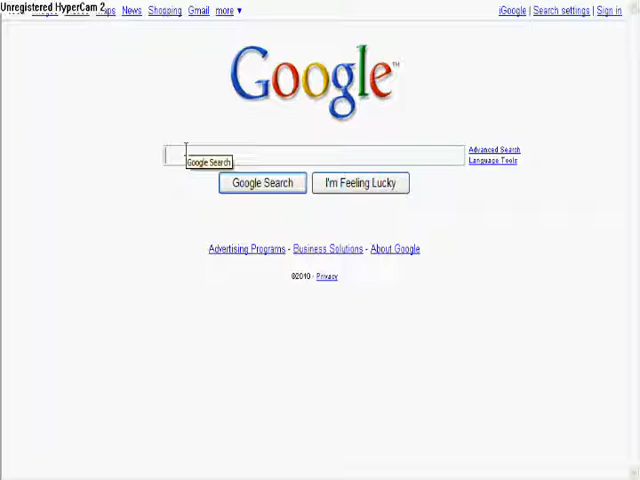 Unregistered HyperCam 2
News Shopping Gmail more ▼ iGoogle | Search settings | Sign in
Google™
Advanced Search
Google Search
Language Tools
Google Search I'm Feeling Lucky
Advertising Programs - Business Solutions - About Google
©2010 - Privacy